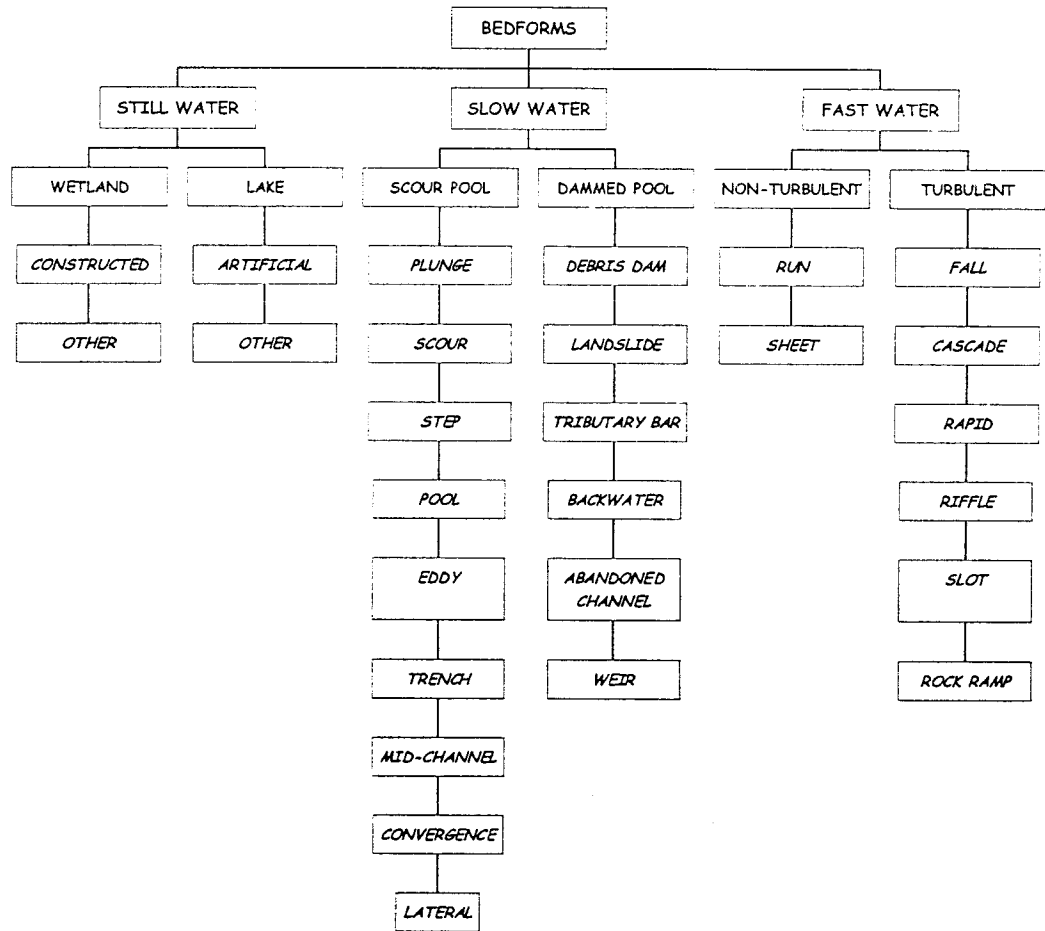 BEDFORMS
STILL WATER
SLOW WATER
FAST WATER
WETLAND
LAKE
SCOUR POOL
DAMMED POOL
NON-TURBULENT
TURBULENT
CONSTRUCTED
ARTIFICIAL
PLUNGE
DEBRIS DAM
RUN
FALL
OTHER
OTHER
SCOUR
LANDSLIDE
SHEET
CASCADE
STEP
TRIBUTARY BAR
RAPID
POOL
BACKWATER
RIFFLE
EDDY
ABANDONED
CHANNEL
SLOT
TRENCH
WEIR
ROCK RAMP
MID-CHANNEL
CONVERGENCE
LATERAL